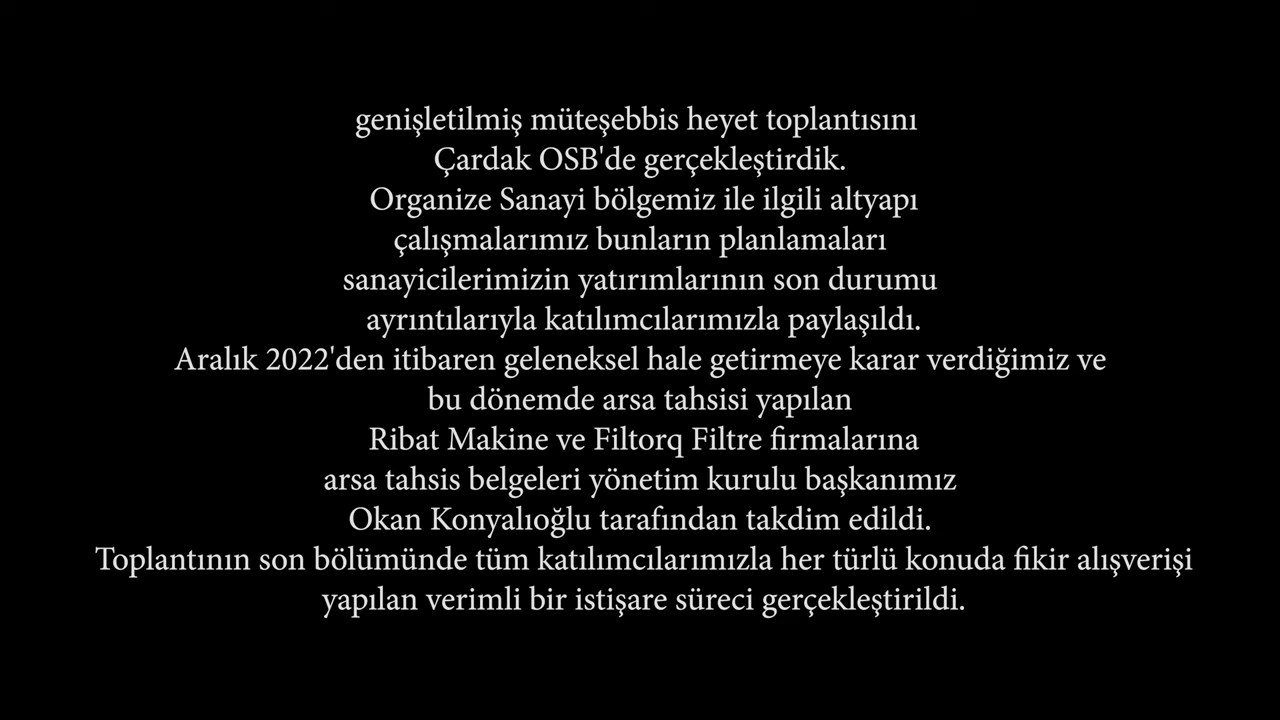 genişletilmiş müteşebbis heyet toplantısını
Çardak OSB'de gerçekleştirdik.
Organize Sanayi bölgemiz ile ilgili altyapı
çalışmalarımız bunların planlamaları
sanayicilerimizin yatırımlarının son durumu
ayrıntılarıyla katılımcılarımızla paylaşıldı.
Aralık 2022'den itibaren geleneksel hale getirmeye karar verdiğimiz ve
bu dönemde arsa tahsisi yapılan
Ribat Makine ve Filtorq Filtre firmalarına
arsa tahsis belgeleri yönetim kurulu başkanımız
Okan Konyalıoğlu tarafından takdim edildi.
Toplantının son bölümünde tüm katılımcılarımızla her türlü konuda fikir alışverişi
yapılan verimli bir istişare süreci gerçekleştirildi.